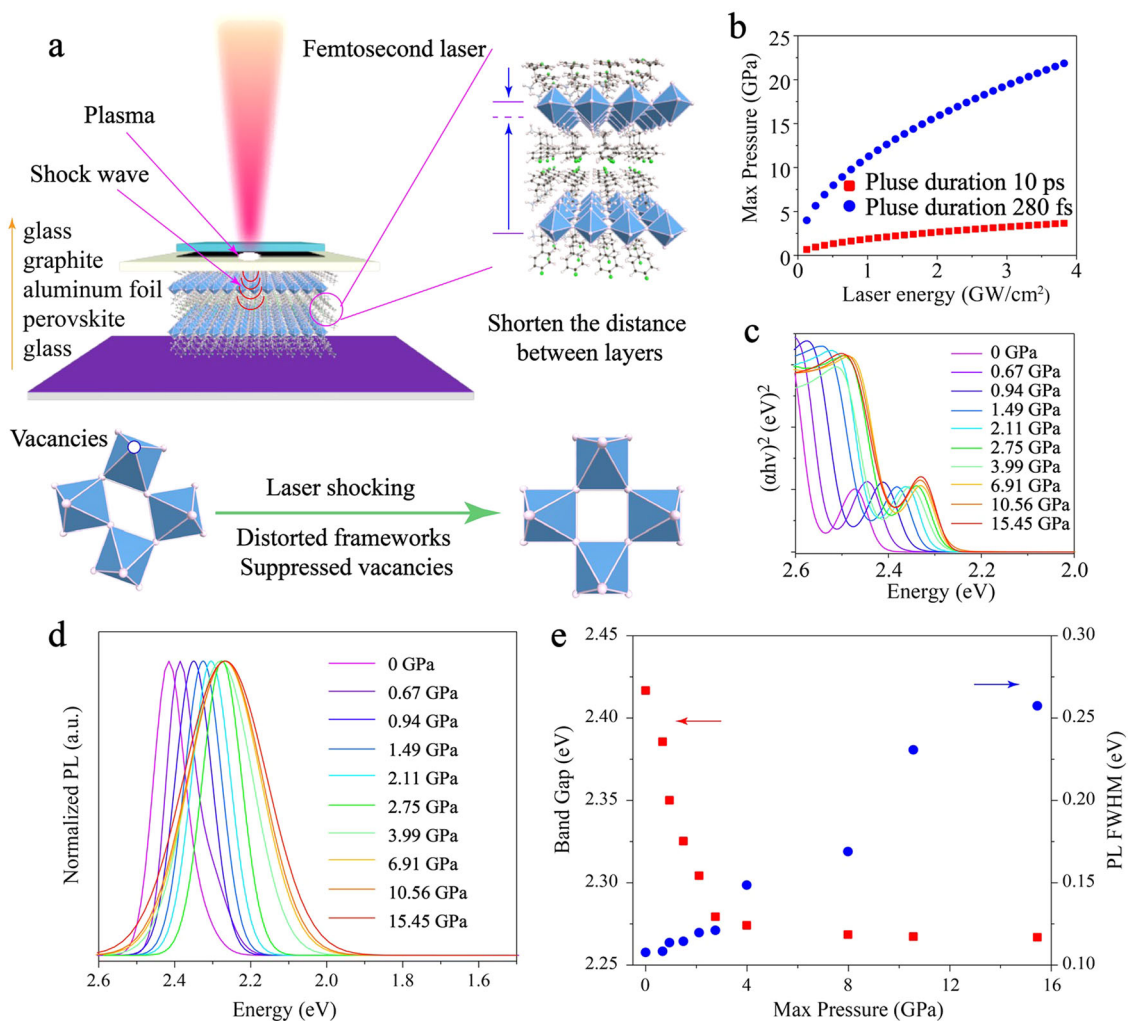 a
Femtosecond laser
Plasma
Shock wave
glass
graphite
aluminum foil
perovskite
glass
Shorten the distance
between layers
Vacancies
Laser shocking
Distorted frameworks
Suppressed vacancies
b
Max Pressure (GPa)
25
20
15
10
5
0
Pluse duration 10 ps
Pluse duration 280 fs
0 1 2 3 4
Laser energy (GW/cm²)
c
(αhν)² (eV)²
0 GPa
0.67 GPa
0.94 GPa
1.49 GPa
2.11 GPa
2.75 GPa
3.99 GPa
6.91 GPa
10.56 GPa
15.45 GPa
2.6 2.4 2.2 2.0
Energy (eV)
d
Normalized PL (a.u.)
0 GPa
0.67 GPa
0.94 GPa
1.49 GPa
2.11 GPa
2.75 GPa
3.99 GPa
6.91 GPa
10.56 GPa
15.45 GPa
2.6 2.4 2.2 2.0 1.8 1.6
Energy (eV)
e
Band Gap (eV)
2.45
2.40
2.35
2.30
2.25
0.30
0.25
0.20
0.15
0.10
PL FWHM (eV)
0 4 8 12 16
Max Pressure (GPa)